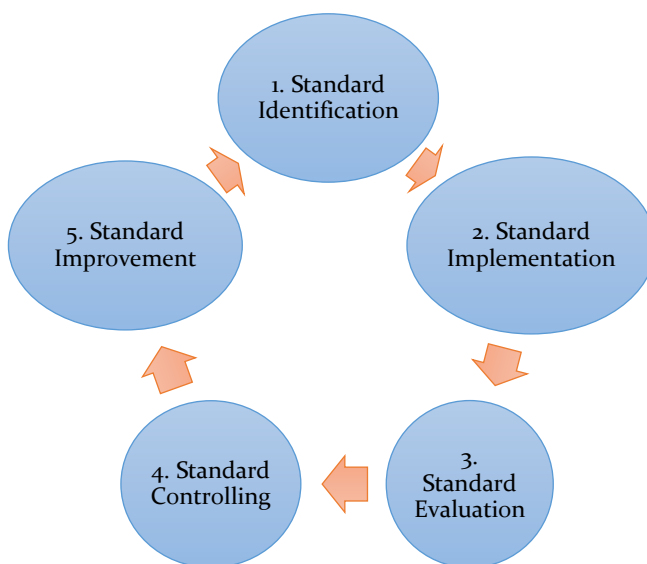 1. Standard
Identification
2. Standard
Implementation
3.
Standard
Evaluation
4. Standard
Controlling
5. Standard
Improvement